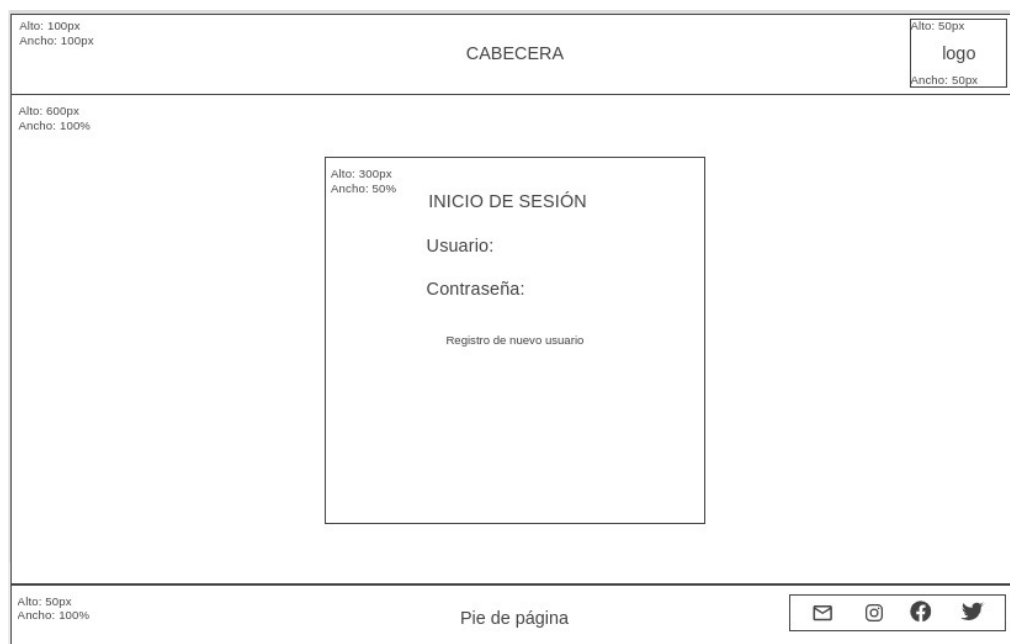 Alto: 100px
Ancho: 100px
CABECERA
Alto: 50px
logo
Ancho: 50px
Alto: 600px
Ancho: 100%
Alto: 300px
Ancho: 50%
INICIO DE SESIÓN
Usuario:
Contraseña:
Registro de nuevo usuario
Alto: 50px
Ancho: 100%
Pie de página